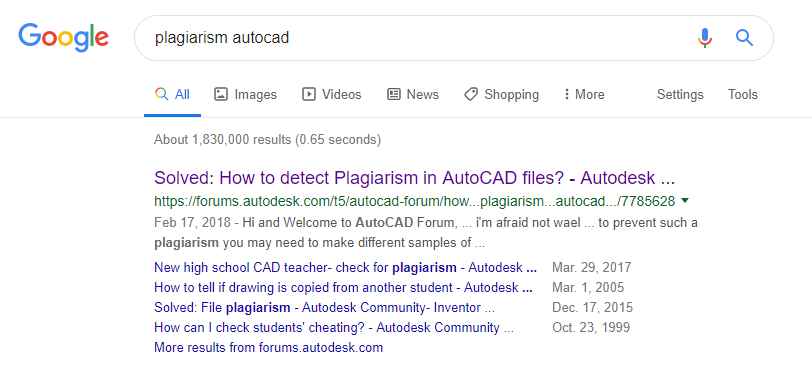 Google
plagiarism autocad
All Images Videos News Shopping More Settings Tools
About 1,830,000 results (0.65 seconds)
Solved: How to detect Plagiarism in AutoCAD files? - Autodesk ...
https://forums.autodesk.com/t5/autocad-forum/how...plagiarism...autocad.../7785628
Feb 17, 2018 - Hi and Welcome to AutoCAD Forum, ... i'm afraid not wael ... to prevent such a
plagiarism you may need to make different samples of ...
New high school CAD teacher- check for plagiarism - Autodesk ... Mar. 29, 2017
How to tell if drawing is copied from another student - Autodesk ... Mar. 1, 2005
Solved: File plagiarism - Autodesk Community- Inventor ... Dec. 17, 2015
How can I check students' cheating? - Autodesk Community ... Oct. 23, 1999
More results from forums.autodesk.com